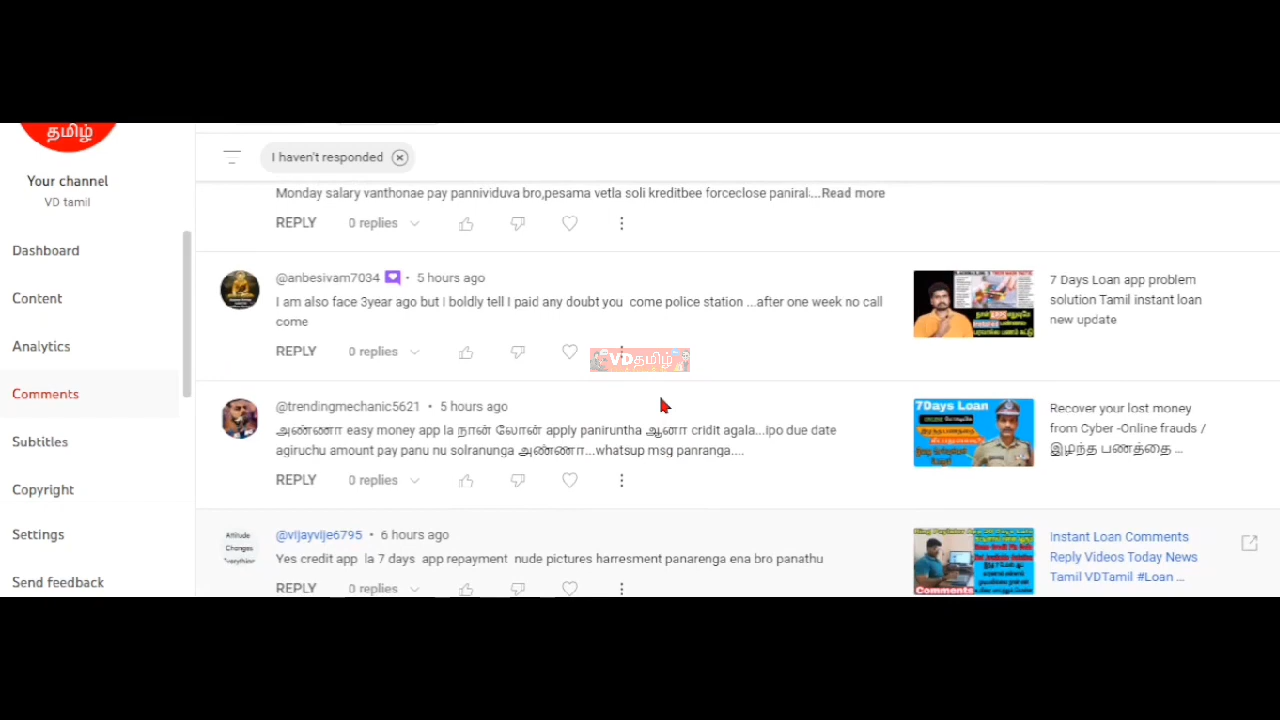 தமிழ்
Your channel
VD tamil
Dashboard
Content
Analytics
Comments
Subtitles
Copyright
Settings
Send feedback
I haven't responded
Monday salary vanthonae pay pannividuva bro,pesama vetla soli kreditbee forceclose paniral....Read more
REPLY 0 replies
@anbesivam7034 • 5 hours ago
I am also face 3year ago but I boldly tell I paid any doubt you come police station ...after one week no call
come
REPLY 0 replies
7 Days Loan app problem
solution Tamil instant loan
new update
VDதமிழ்
@trendingmechanic5621 • 5 hours ago
அண்ணா easy money app la நான் லோன் apply paniruntha ஆனா cridit agala...ipo due date
agiruchu amount pay panu nu solranunga அண்ணா...whatsup msg panranga....
REPLY 0 replies
7Days Loan
Recover your lost money
from Cyber -Online frauds /
இழந்த பணத்தை ...
@vijayvije6795 • 6 hours ago
Yes credit app la 7 days app repayment nude pictures harresment panarenga ena bro panathu
REPLY 0 replies
Attitude
Changes
Everything
Comments
Instant Loan Comments
Reply Videos Today News
Tamil VDTamil #Loan ...